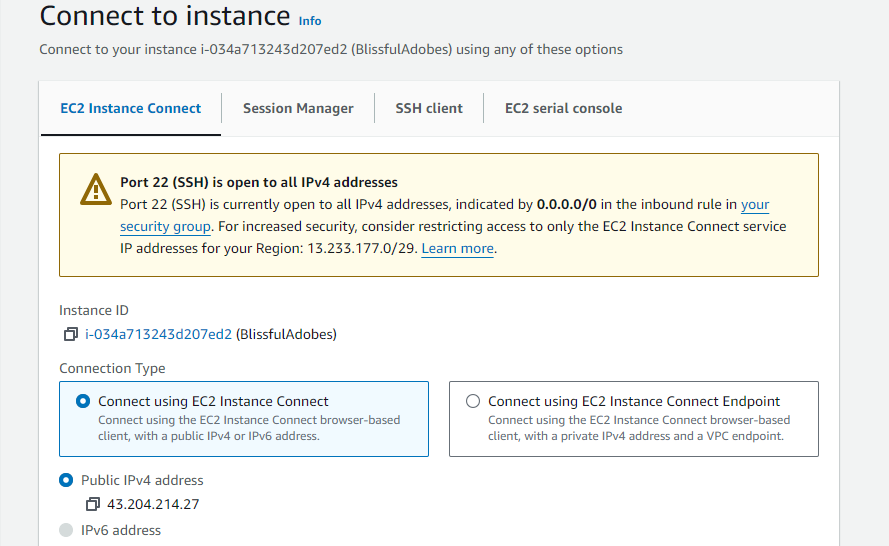 Connect to instance Info
Connect to your instance i-034a713243d207ed2 (BlissfulAdobes) using any of these options
EC2 Instance Connect
Session Manager
SSH client
EC2 serial console
Port 22 (SSH) is open to all IPv4 addresses
Port 22 (SSH) is currently open to all IPv4 addresses, indicated by 0.0.0.0/0 in the inbound rule in your
security group. For increased security, consider restricting access to only the EC2 Instance Connect service
IP addresses for your Region: 13.233.177.0/29. Learn more.
Instance ID
i-034a713243d207ed2 (BlissfulAdobes)
Connection Type
Connect using EC2 Instance Connect
Connect using the EC2 Instance Connect browser-based
client, with a public IPv4 or IPv6 address.
Connect using EC2 Instance Connect Endpoint
Connect using the EC2 Instance Connect browser-based
client, with a private IPv4 address and a VPC endpoint.
Public IPv4 address
43.204.214.27
IPv6 address